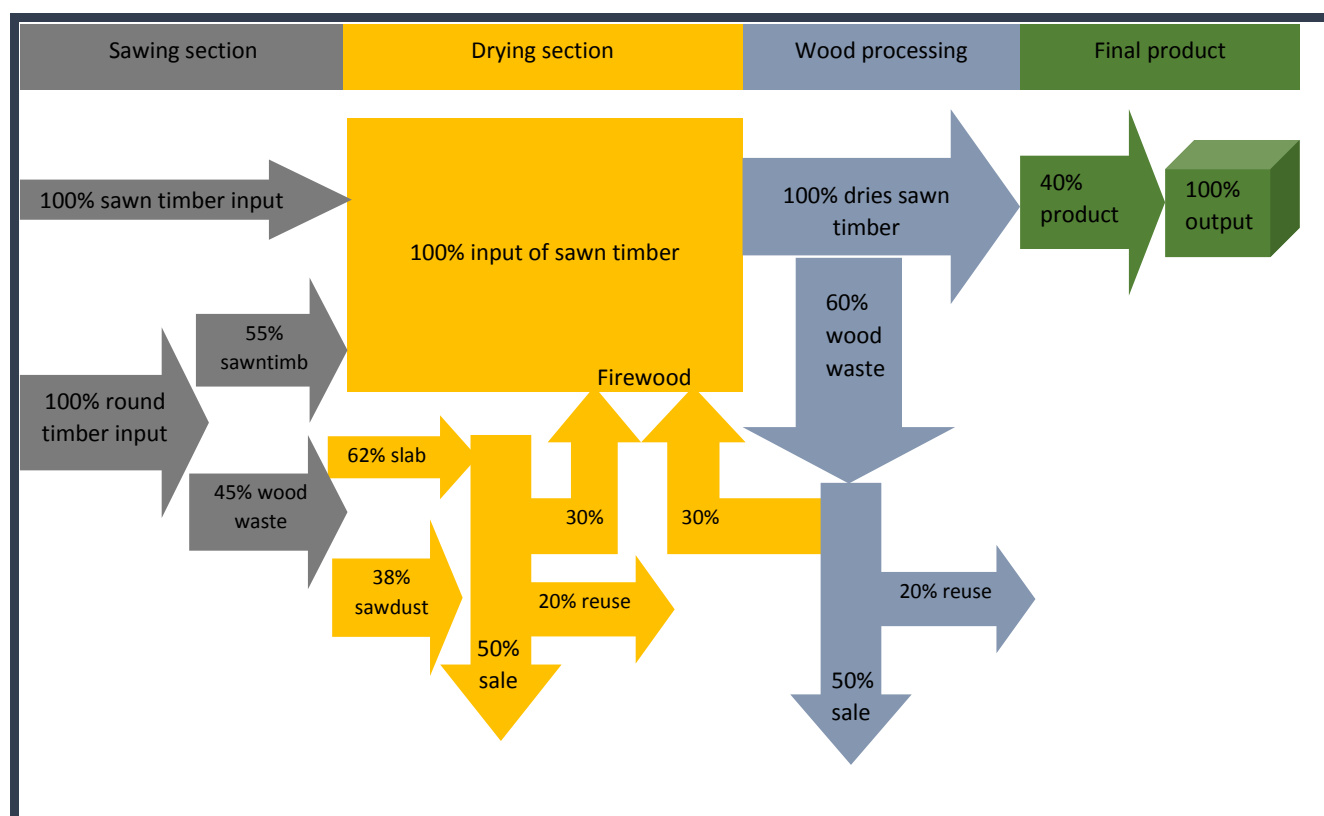 Sawing section
Drying section
Wood processing
Final product
100% sawn timber input
100% input of sawn timber
100% dries sawn
timber
40%
product
100%
output
55%
sawntimb
60%
wood
waste
Firewood
100% round
timber input
62% slab
45% wood
waste
30%
30%
38%
sawdust
20% reuse
20% reuse
50%
sale
50%
sale